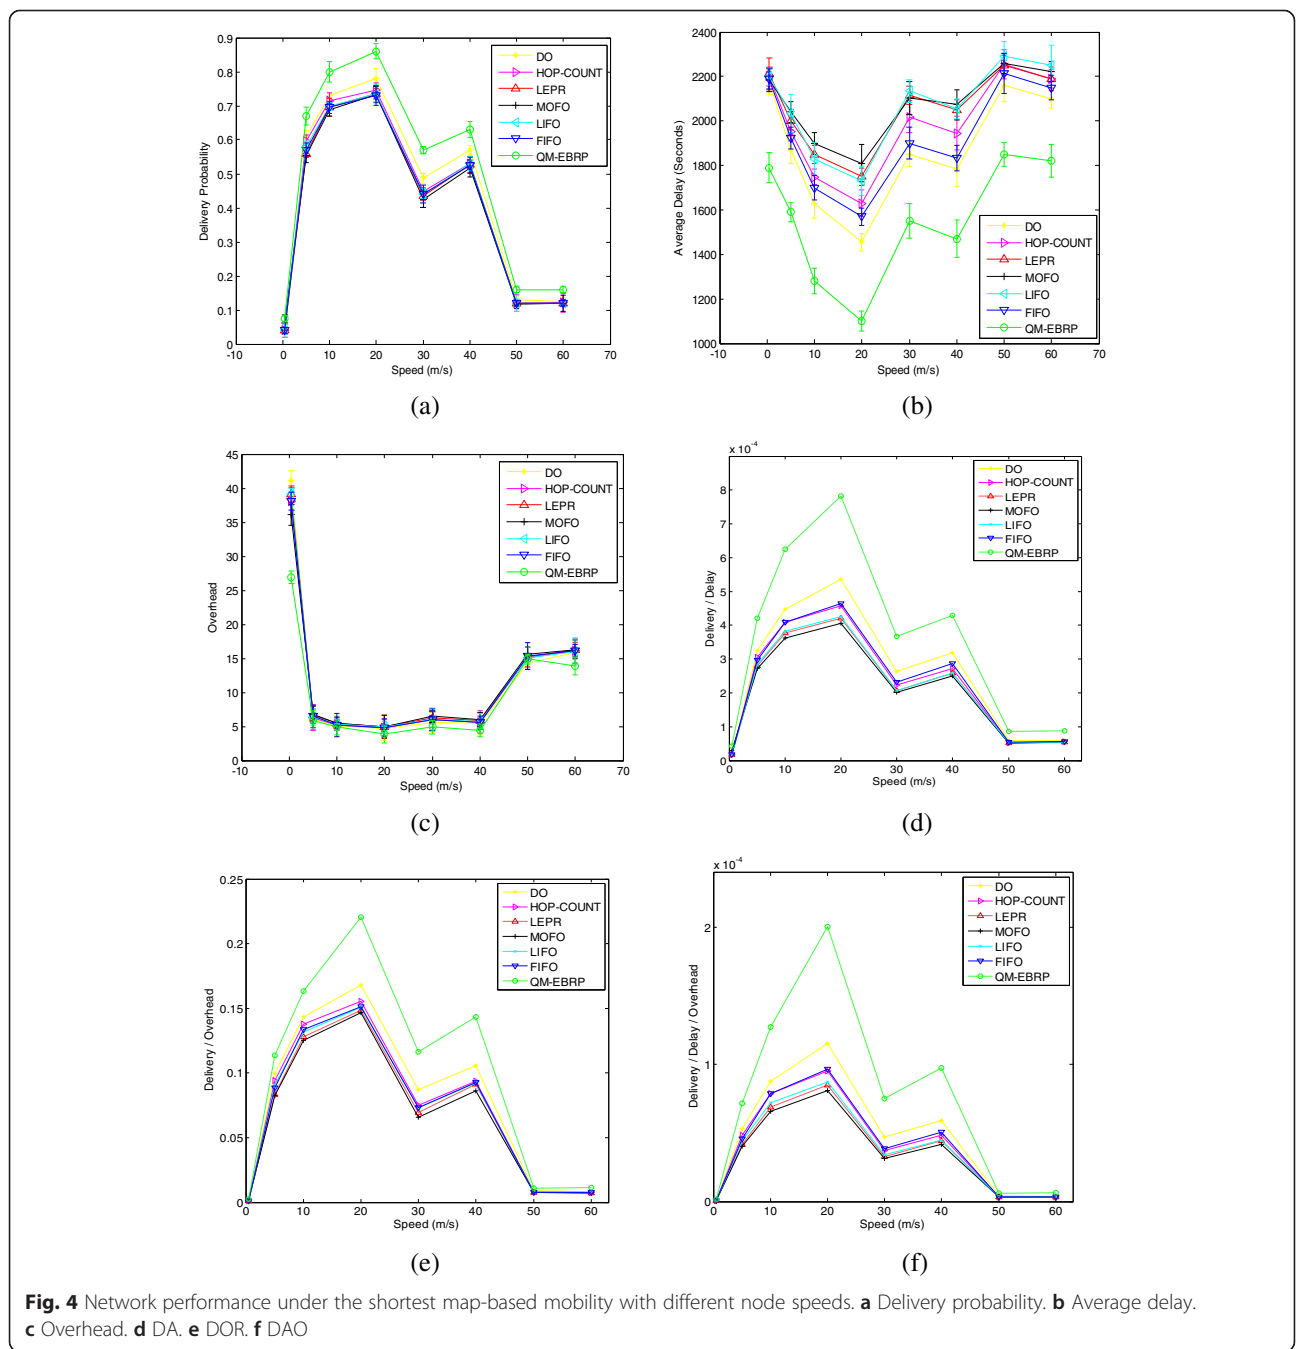 0.9
0.8
0.7
0.6
0.5
0.4
0.3
0.2
0.1
0
-10 0 10 20 30 40 50 60 70
Delivery Probability
Speed (m/s)
DO
HOP-COUNT
LEPR
MOFO
LIFO
FIFO
QM-EBRP
(a)
2400
2200
2000
1800
1600
1400
1200
1000
-10 0 10 20 30 40 50 60 70
Average Delay (Seconds)
Speed (m/s)
DO
HOP-COUNT
LEPR
MOFO
LIFO
FIFO
QM-EBRP
(b)
45
40
35
30
25
20
15
10
5
0
-10 0 10 20 30 40 50 60 70
Overhead
Speed (m/s)
DO
HOP-COUNT
LEPR
MOFO
LIFO
FIFO
QM-EBRP
(c)
x 10-4
8
7
6
5
4
3
2
1
0
0 10 20 30 40 50 60
Delivery / Delay
Speed (m/s)
DO
HOP-COUNT
LEPR
MOFO
LIFO
FIFO
QM-EBRP
(d)
0.25
0.2
0.15
0.1
0.05
0
0 10 20 30 40 50 60
Delivery / Overhead
Speed (m/s)
DO
HOP-COUNT
LEPR
MOFO
LIFO
FIFO
QM-EBRP
(e)
x 10-4
2
1
0
0 10 20 30 40 50 60
Delivery / Delay / Overhead
Speed (m/s)
DO
HOP-COUNT
LEPR
MOFO
LIFO
FIFO
QM-EBRP
(f)
Fig. 4 Network performance under the shortest map-based mobility with different node speeds. a Delivery probability. b Average delay.
c Overhead. d DA. e DOR. f DAO